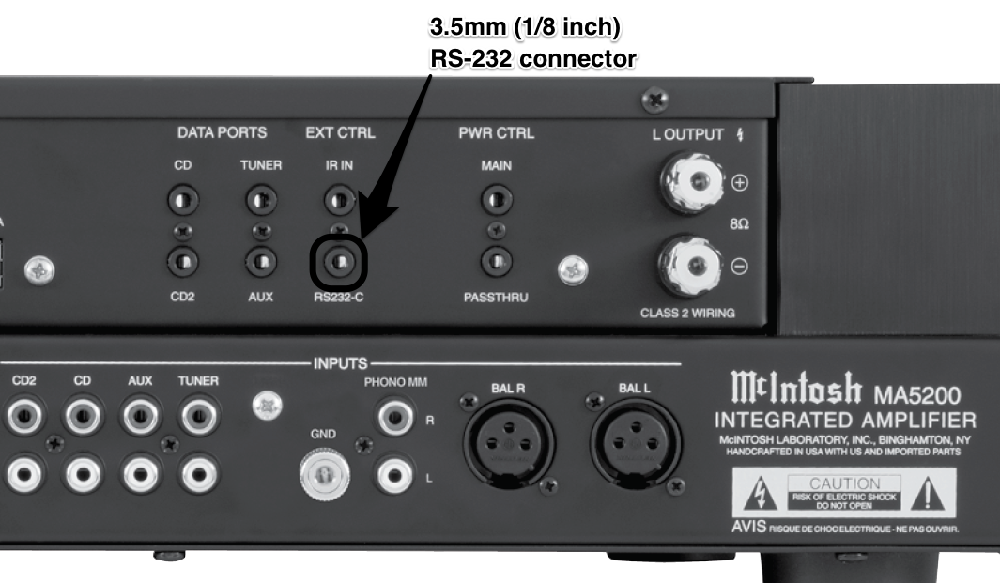 3.5mm (1/8 inch)
RS-232 connector
DATA PORTS EXT CTRL PWR CTRL L OUTPUT
CD TUNER IR IN MAIN
+
8Ω
−
CD2 AUX RS232-C PASSTHRU
CLASS 2 WIRING
INPUTS
CD2 CD AUX TUNER PHONO MM BAL R BAL L
R
GND
L
McIntosh MA5200
INTEGRATED AMPLIFIER
McINTOSH LABORATORY, INC., BINGHAMTON, NY
HANDCRAFTED IN USA WITH US AND IMPORTED PARTS
CAUTION
RISK OF ELECTRIC SHOCK
DO NOT OPEN
AVIS RISQUE DE CHOC ELECTRIQUE - NE PAS OUVRIR.